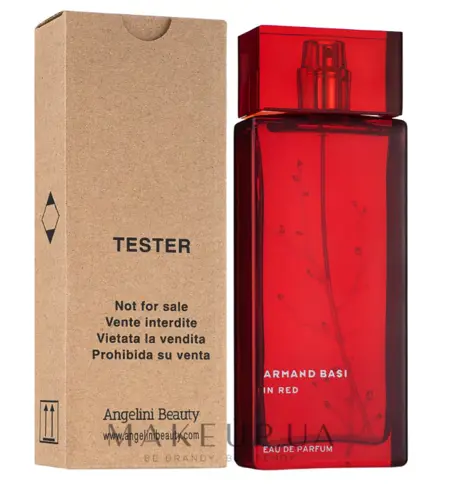 TESTER
Not for sale
Vente interdite
Vietata la vendita
Prohibida su venta
Angelini Beauty
www.angelinibeauty.com
ARMAND BASI
IN RED
EAU DE PARFUM
MAKEUP.UA